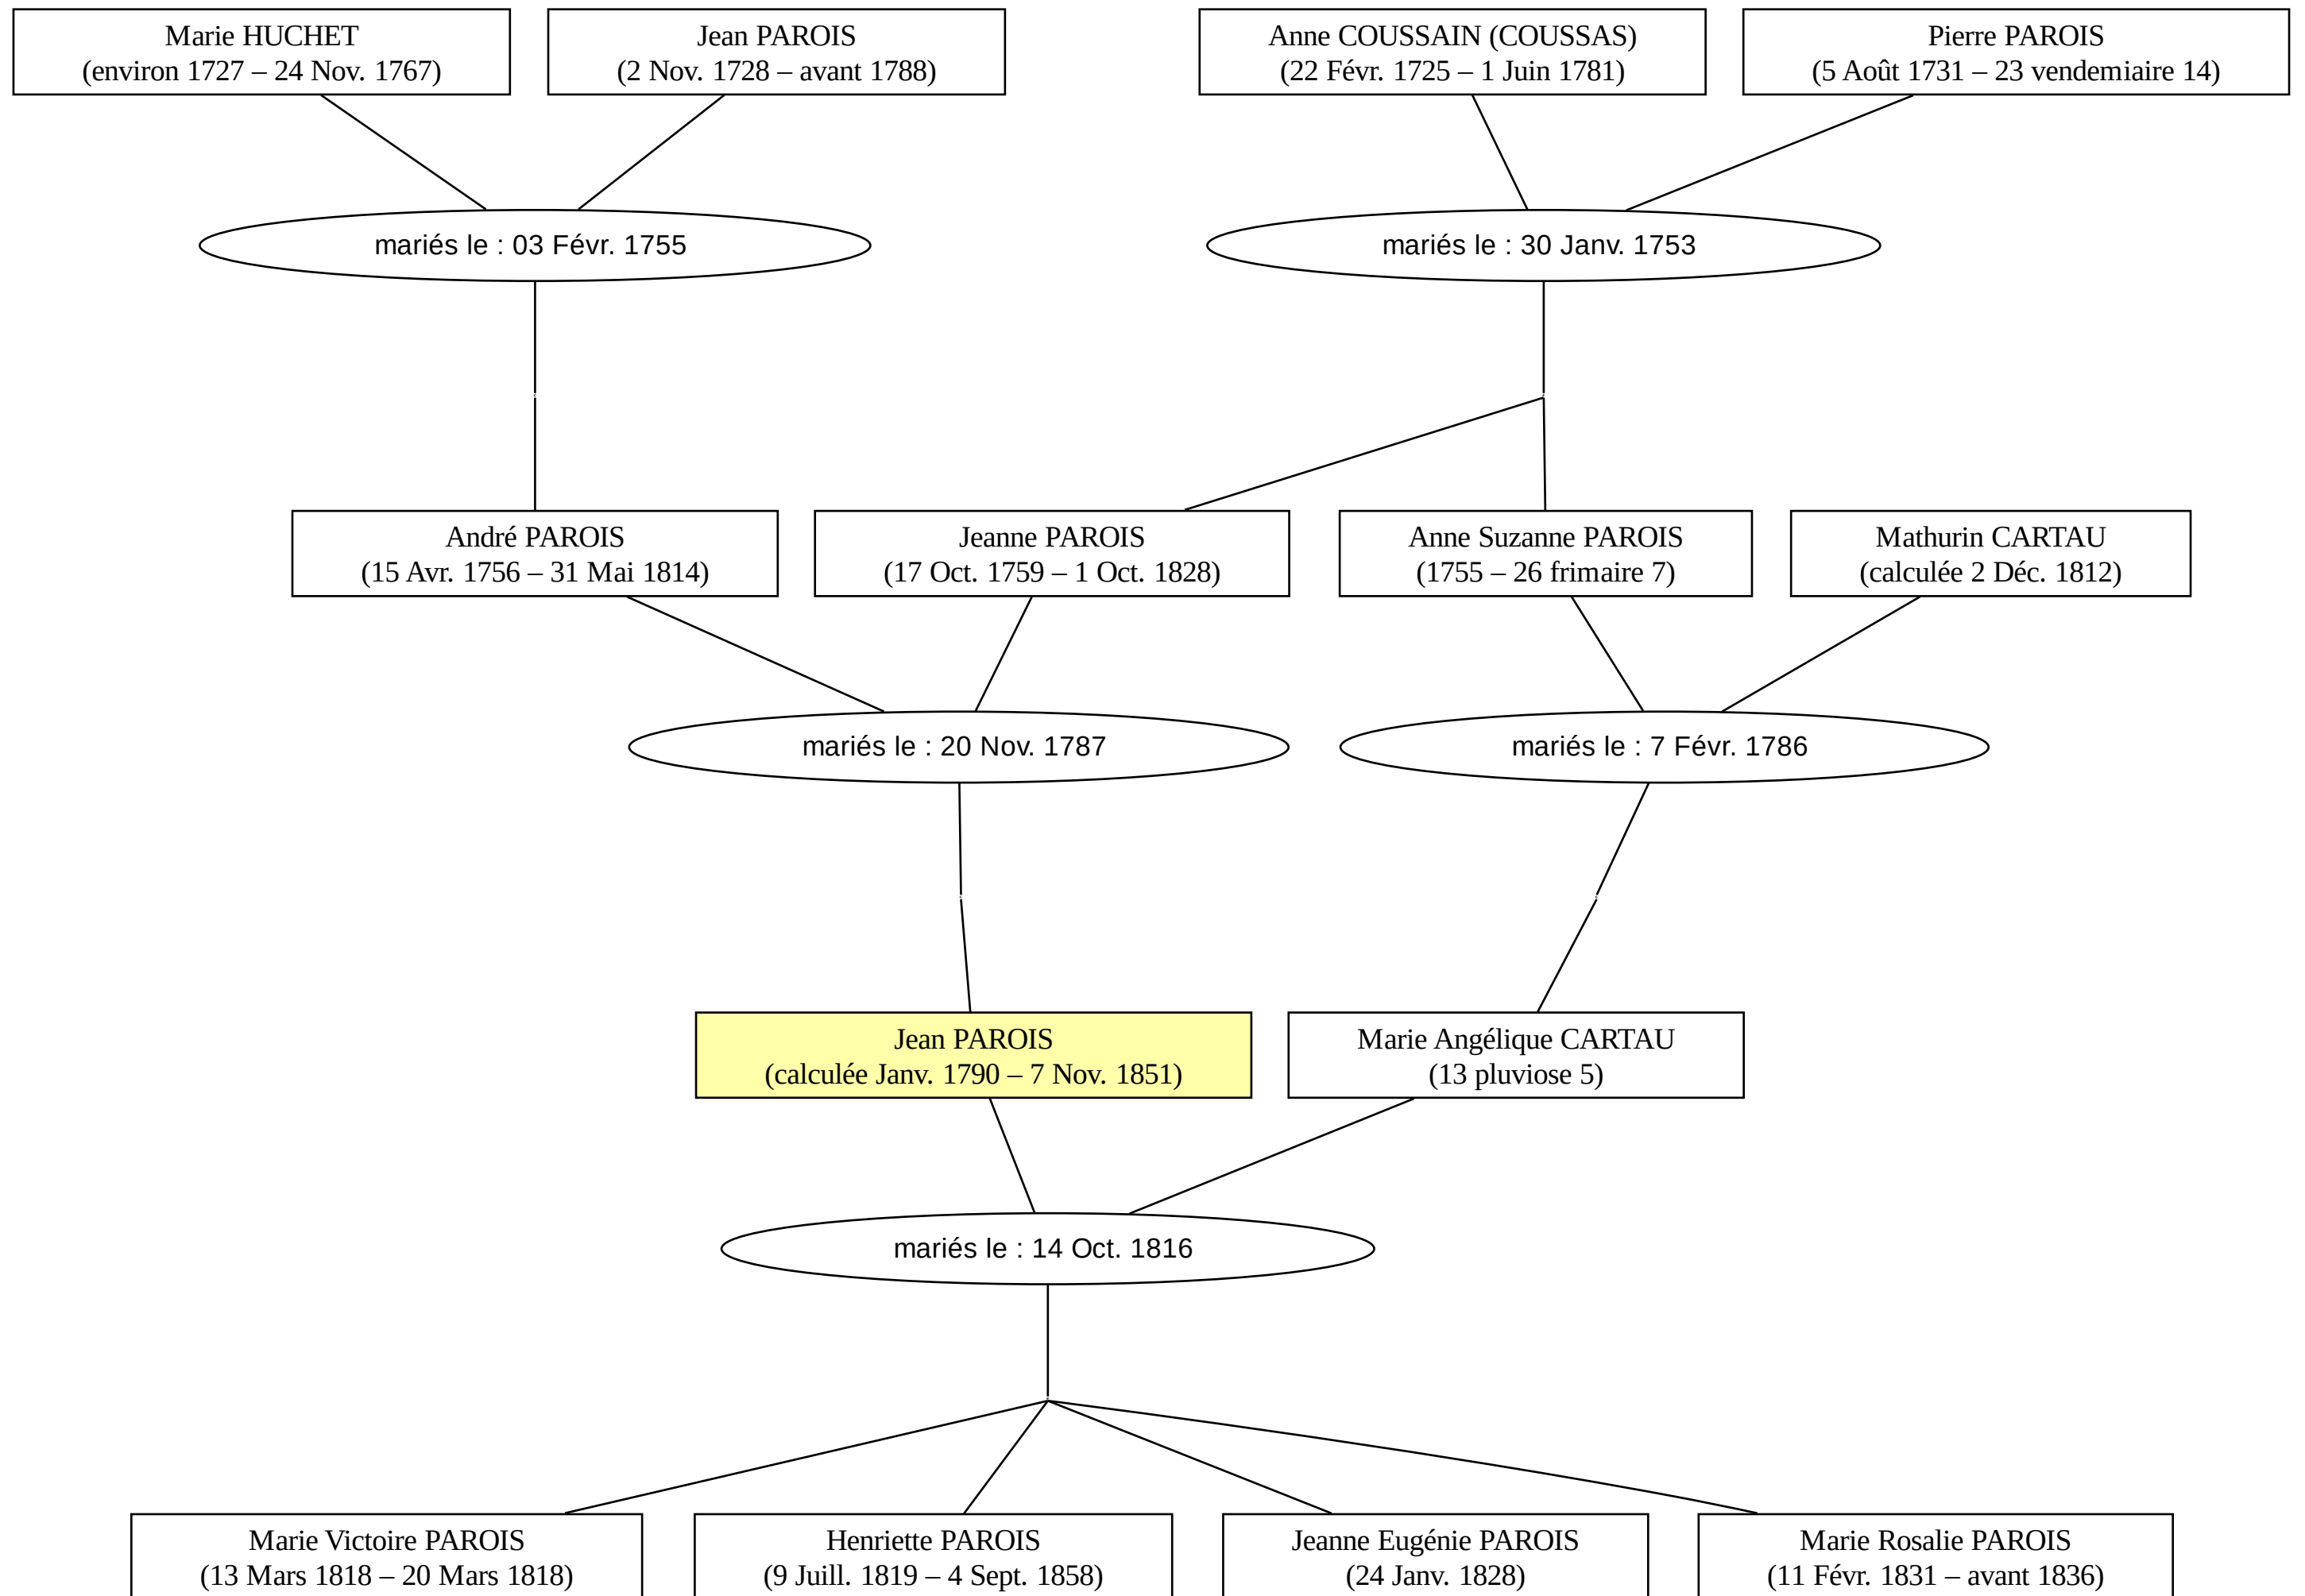 Marie HUCHET
(environ 1727 – 24 Nov. 1767)
Jean PAROIS
(2 Nov. 1728 – avant 1788)
Anne COUSSAIN (COUSSAS)
(22 Févr. 1725 – 1 Juin 1781)
Pierre PAROIS
(5 Août 1731 – 23 vendemiaire 14)
mariés le : 03 Févr. 1755
mariés le : 30 Janv. 1753
André PAROIS
(15 Avr. 1756 – 31 Mai 1814)
Jeanne PAROIS
(17 Oct. 1759 – 1 Oct. 1828)
Anne Suzanne PAROIS
(1755 – 26 frimaire 7)
Mathurin CARTAU
(calculée 2 Déc. 1812)
mariés le : 20 Nov. 1787
mariés le : 7 Févr. 1786
Jean PAROIS
(calculée Janv. 1790 – 7 Nov. 1851)
Marie Angélique CARTAU
(13 pluviose 5)
mariés le : 14 Oct. 1816
Marie Victoire PAROIS
(13 Mars 1818 – 20 Mars 1818)
Henriette PAROIS
(9 Juill. 1819 – 4 Sept. 1858)
Jeanne Eugénie PAROIS
(24 Janv. 1828)
Marie Rosalie PAROIS
(11 Févr. 1831 – avant 1836)